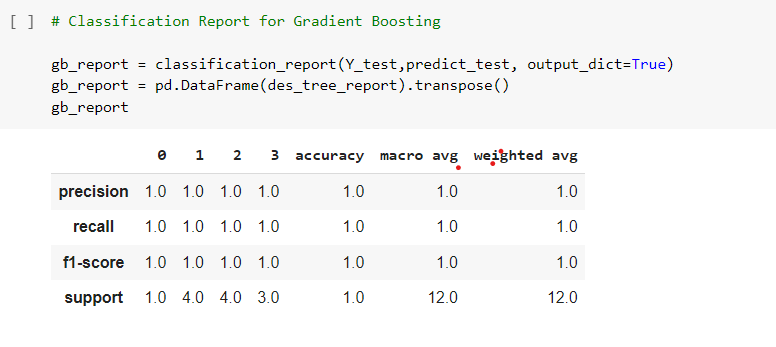 [ ] # Classification Report for Gradient Boosting
gb_report = classification_report(Y_test,predict_test, output_dict=True)
gb_report = pd.DataFrame(des_tree_report).transpose()
gb_report
0 1 2 3 accuracy macro avg weighted avg
precision 1.0 1.0 1.0 1.0 1.0 1.0 1.0
recall 1.0 1.0 1.0 1.0 1.0 1.0 1.0
f1-score 1.0 1.0 1.0 1.0 1.0 1.0 1.0
support 1.0 4.0 4.0 3.0 1.0 12.0 12.0